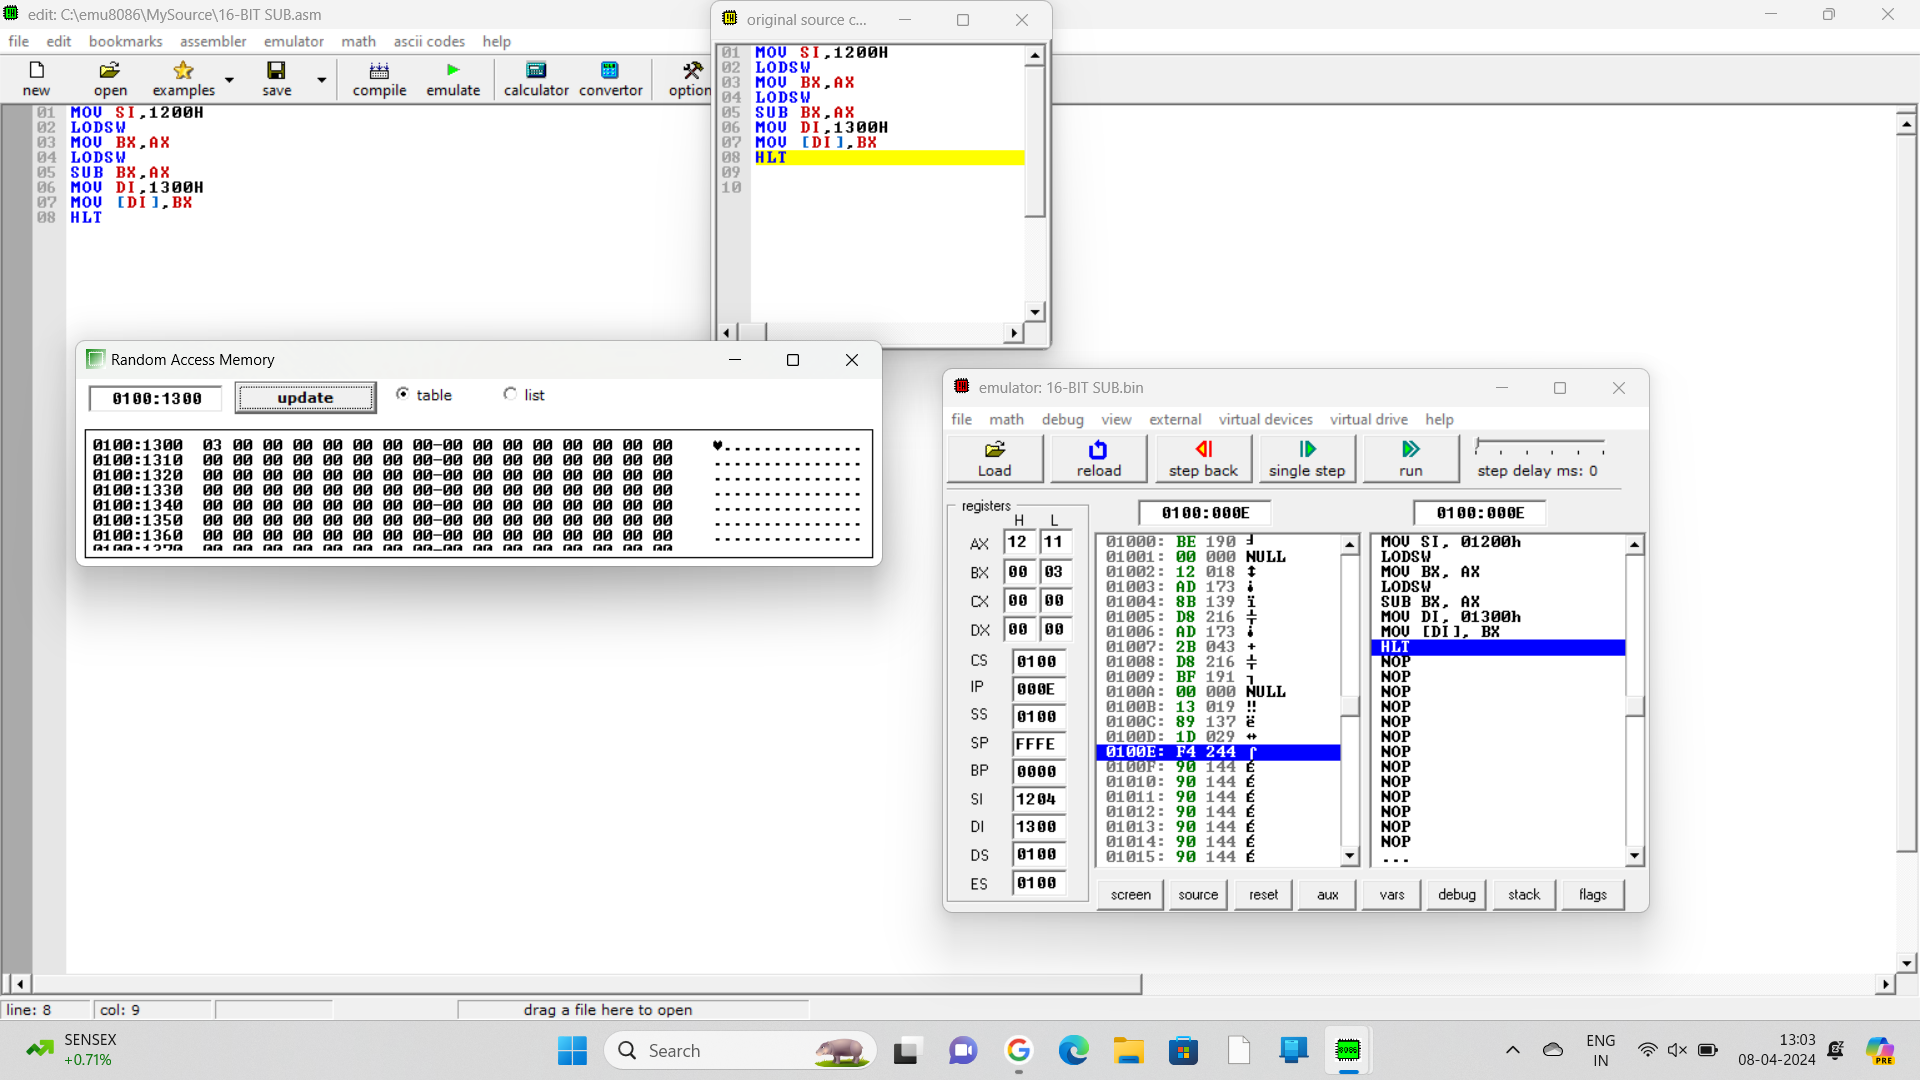 edit: C:\emu8086\MySource\16-BIT SUB.asm
file edit bookmarks assembler emulator math ascii codes help
new open examples save compile emulate calculator convertor option
01 MOV SI,1200H
02 LODSW
03 MOV BX,AX
04 LODSW
05 SUB BX,AX
06 MOV DI,1300H
07 MOV [DI],BX
08 HLT
original source c...
01 MOV SI,1200H
02 LODSW
03 MOV BX,AX
04 LODSW
05 SUB BX,AX
06 MOV DI,1300H
07 MOV [DI],BX
08 HLT
09
10
Random Access Memory
0100:1300 update table list
0100:1300 03 00 00 00 00 00 00 00-00 00 00 00 00 00 00 00 ♥...............
0100:1310 00 00 00 00 00 00 00 00-00 00 00 00 00 00 00 00 ................
0100:1320 00 00 00 00 00 00 00 00-00 00 00 00 00 00 00 00 ................
0100:1330 00 00 00 00 00 00 00 00-00 00 00 00 00 00 00 00 ................
0100:1340 00 00 00 00 00 00 00 00-00 00 00 00 00 00 00 00 ................
0100:1350 00 00 00 00 00 00 00 00-00 00 00 00 00 00 00 00 ................
0100:1360 00 00 00 00 00 00 00 00-00 00 00 00 00 00 00 00 ................
0100:1370 00 00 00 00 00 00 00 00-00 00 00 00 00 00 00 00
emulator: 16-BIT SUB.bin
file math debug view external virtual devices virtual drive help
Load reload step back single step run step delay ms: 0
registers
H L
AX 12 11
BX 00 03
CX 00 00
DX 00 00
CS 0100
IP 000E
SS 0100
SP FFFE
BP 0000
SI 1204
DI 1300
DS 0100
ES 0100
0100:000E
01000: BE 190 ╛
01001: 00 000 NULL
01002: 12 018 ↕
01003: AD 173 ¡
01004: 8B 139 ï
01005: D8 216 ╪
01006: AD 173 ¡
01007: 2B 043 +
01008: D8 216 ╪
01009: BF 191 ┐
0100A: 00 000 NULL
0100B: 13 019 ‼
0100C: 89 137 ë
0100D: 1D 029 ↔
0100E: F4 244 ⌠
0100F: 90 144 É
01010: 90 144 É
01011: 90 144 É
01012: 90 144 É
01013: 90 144 É
01014: 90 144 É
01015: 90 144 É
0100:000E
MOV SI, 01200h
LODSW
MOV BX, AX
LODSW
SUB BX, AX
MOV DI, 01300h
MOV [DI], BX
HLT
NOP
NOP
NOP
NOP
NOP
NOP
NOP
NOP
NOP
NOP
NOP
NOP
NOP
...
screen source reset aux vars debug stack flags
line: 8 col: 9 drag a file here to open
SENSEX
+0.71%
Search
8086
ENG
IN
13:03
08-04-2024
PRE